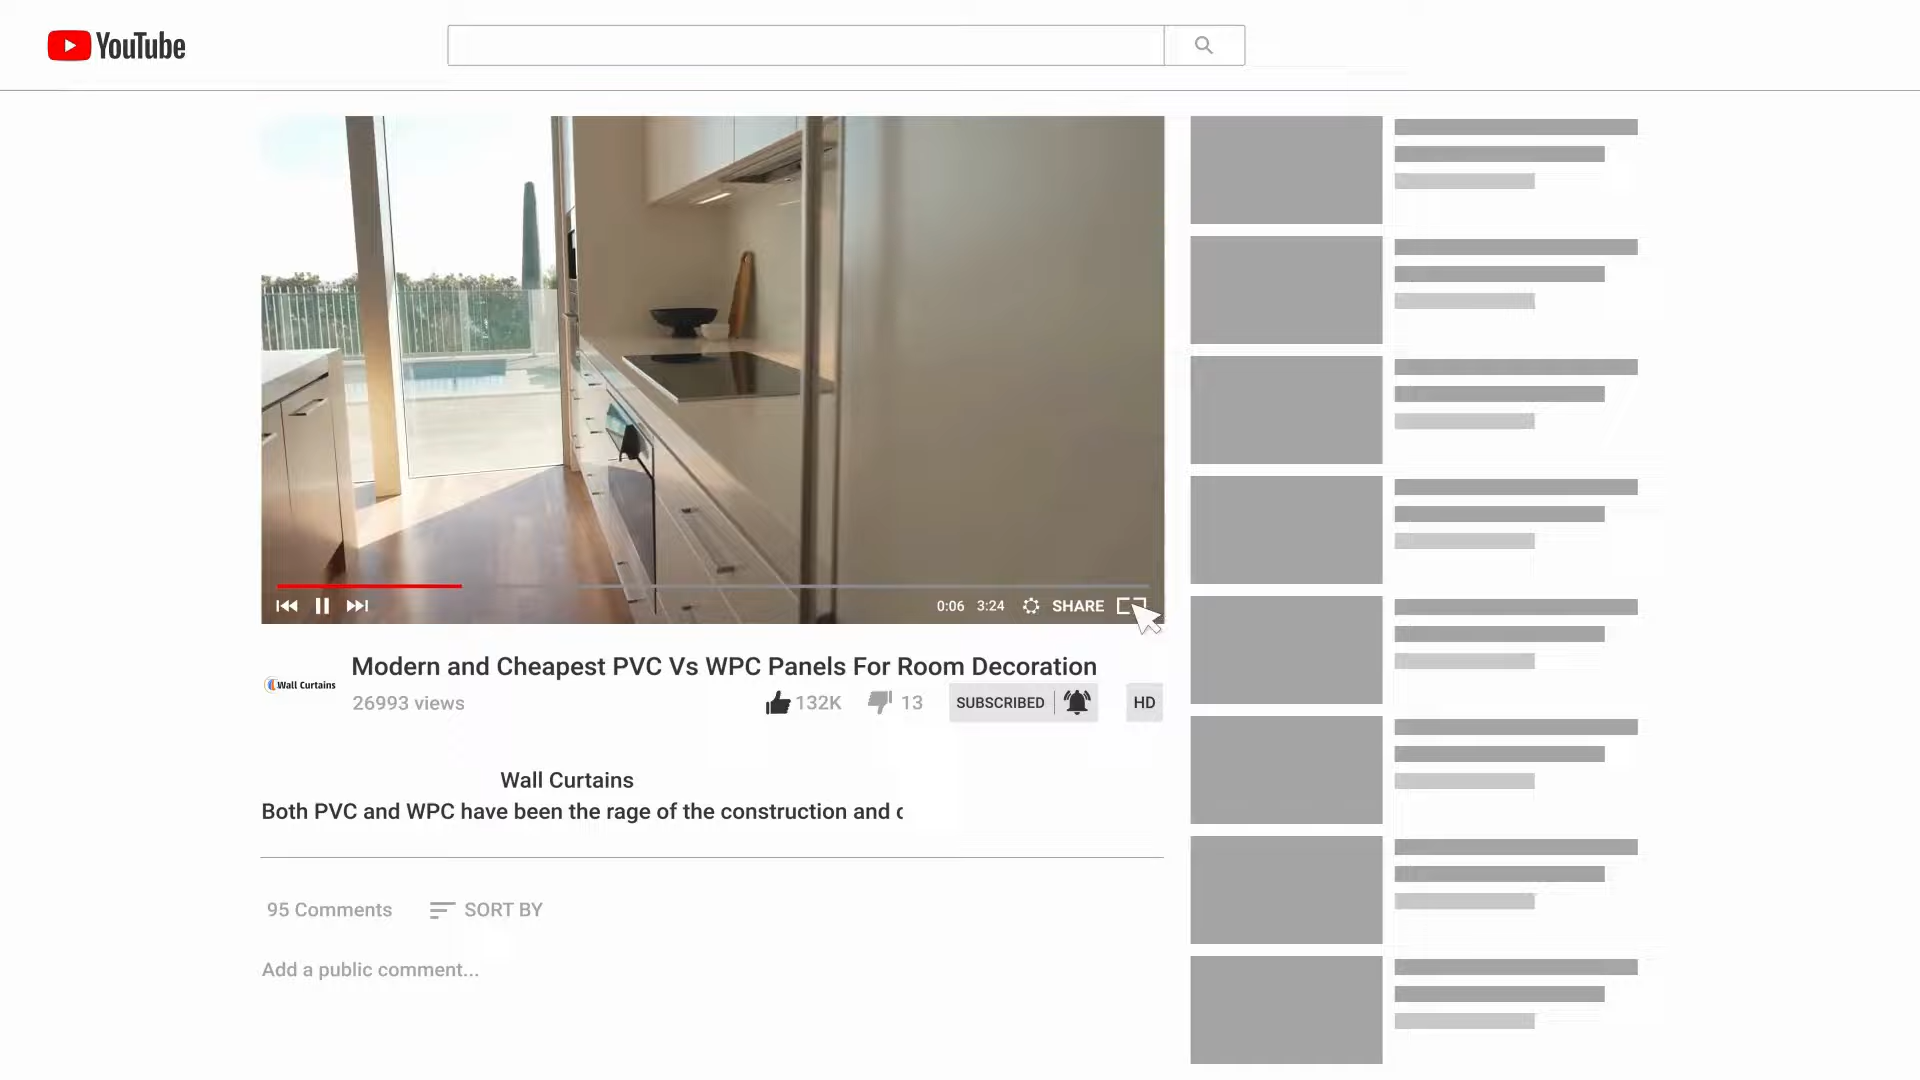 YouTube
0:06 3:24 SHARE
Modern and Cheapest PVC Vs WPC Panels For Room Decoration
Wall Curtains
26993 views 132K 13 SUBSCRIBED HD
Wall Curtains
Both PVC and WPC have been the rage of the construction and
95 Comments SORT BY
Add a public comment...